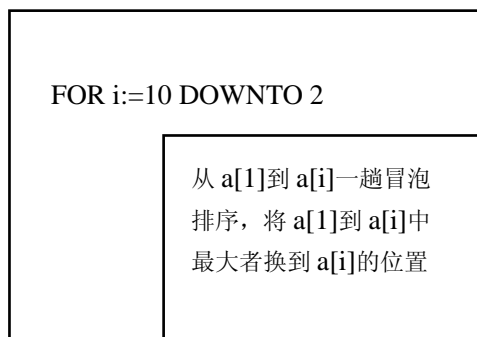 FOR i:=10 DOWNTO 2
从 a[1]到 a[i]一趟冒泡
排序，将 a[1]到 a[i]中
最大者换到 a[i]的位置